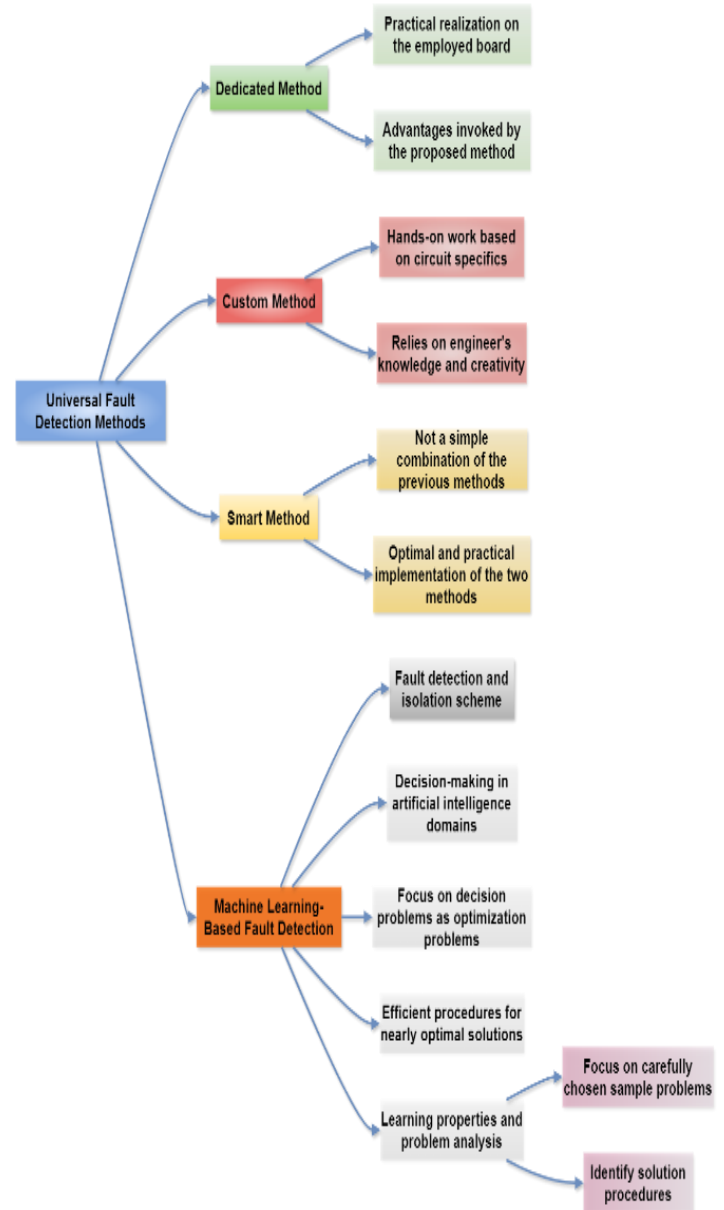 Practical realization on
the employed board
Dedicated Method
Advantages invoked by
the proposed method
Hands-on work based
on circuit specifics
Custom Method
Relies on engineer's
knowledge and creativity
Universal Fault
Detection Methods
Not a simple
combination of the
previous methods
Smart Method
Optimal and practical
implementation of the two
methods
Fault detection and
isolation scheme
Decision-making in
artificial intelligence
domains
Machine Learning-
Based Fault Detection
Focus on decision
problems as optimization
problems
Efficient procedures for
nearly optimal solutions
Learning properties and
problem analysis
Focus on carefully
chosen sample problems
Identify solution
procedures